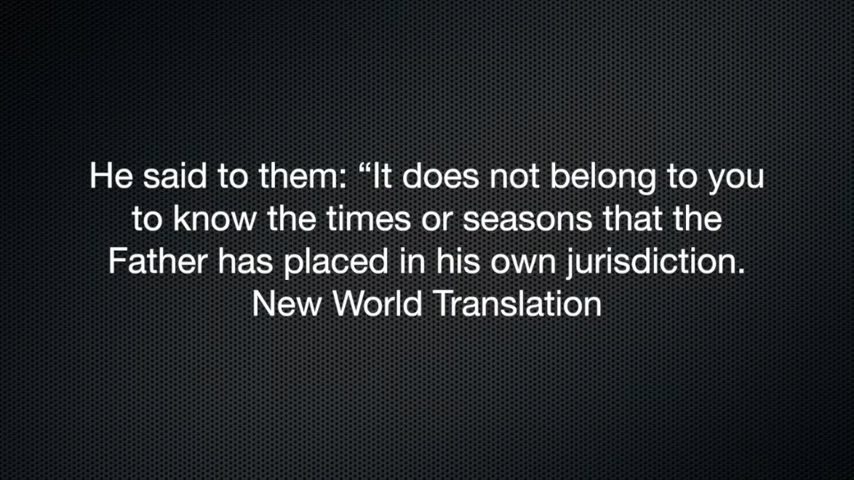 He said to them: “It does not belong to you
to know the times or seasons that the
Father has placed in his own jurisdiction.
New World Translation